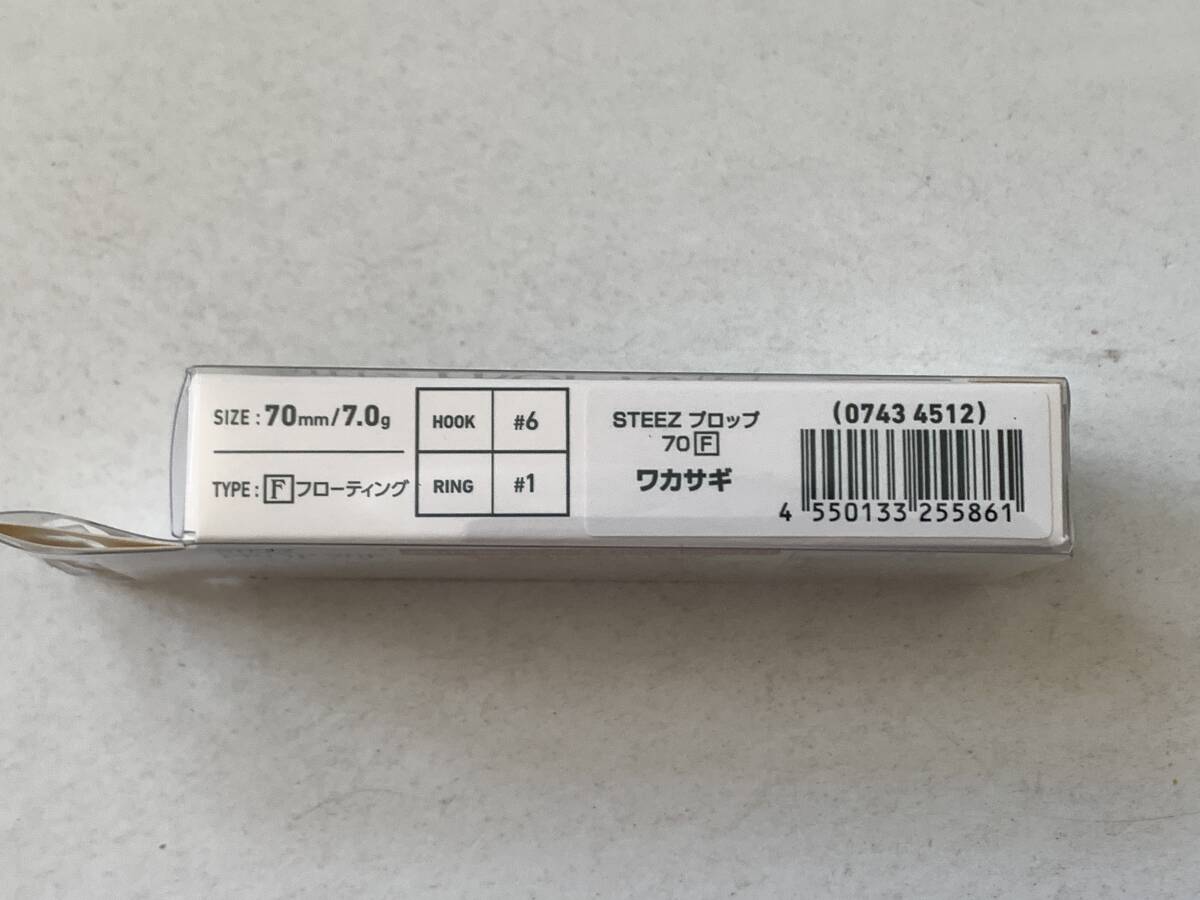 SIZE : 70mm/7.0g
TYPE : F フローティング
HOOK #6
RING #1
STEEZ プロップ
70 F
ワカサギ
(0743 4512)
4 550133 255861